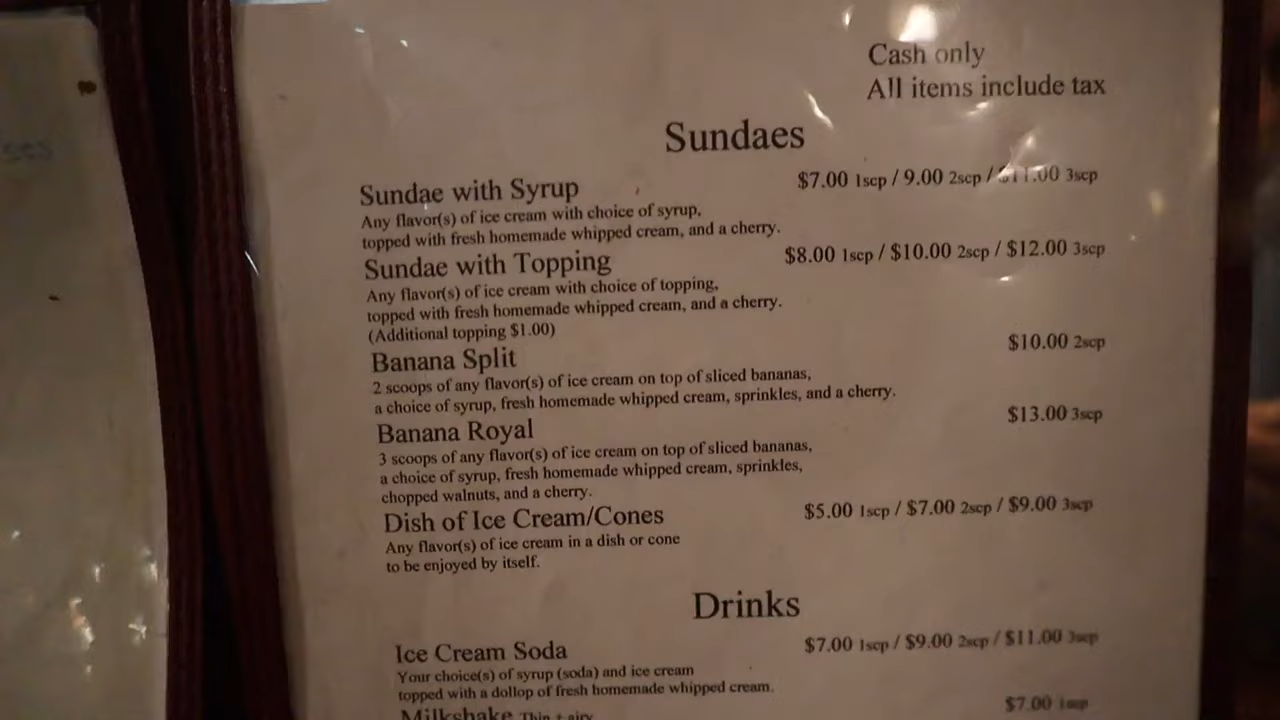 Cash only
All items include tax
Sundaes
Sundae with Syrup $7.00 1scp / 9.00 2scp / $11.00 3scp
Any flavor(s) of ice cream with choice of syrup,
topped with fresh homemade whipped cream, and a cherry.
Sundae with Topping $8.00 1scp / $10.00 2scp / $12.00 3scp
Any flavor(s) of ice cream with choice of topping,
topped with fresh homemade whipped cream, and a cherry.
(Additional topping $1.00)
Banana Split $10.00 2scp
2 scoops of any flavor(s) of ice cream on top of sliced bananas,
a choice of syrup, fresh homemade whipped cream, sprinkles, and a cherry.
Banana Royal $13.00 3scp
3 scoops of any flavor(s) of ice cream on top of sliced bananas,
a choice of syrup, fresh homemade whipped cream, sprinkles,
chopped walnuts, and a cherry.
Dish of Ice Cream/Cones $5.00 1scp / $7.00 2scp / $9.00 3scp
Any flavor(s) of ice cream in a dish or cone
to be enjoyed by itself.
Drinks
Ice Cream Soda $7.00 1scp / $9.00 2scp / $11.00 3scp
Your choice(s) of syrup (soda) and ice cream
topped with a dollop of fresh homemade whipped cream.
Milkshake Thin + airy $7.00 1scp